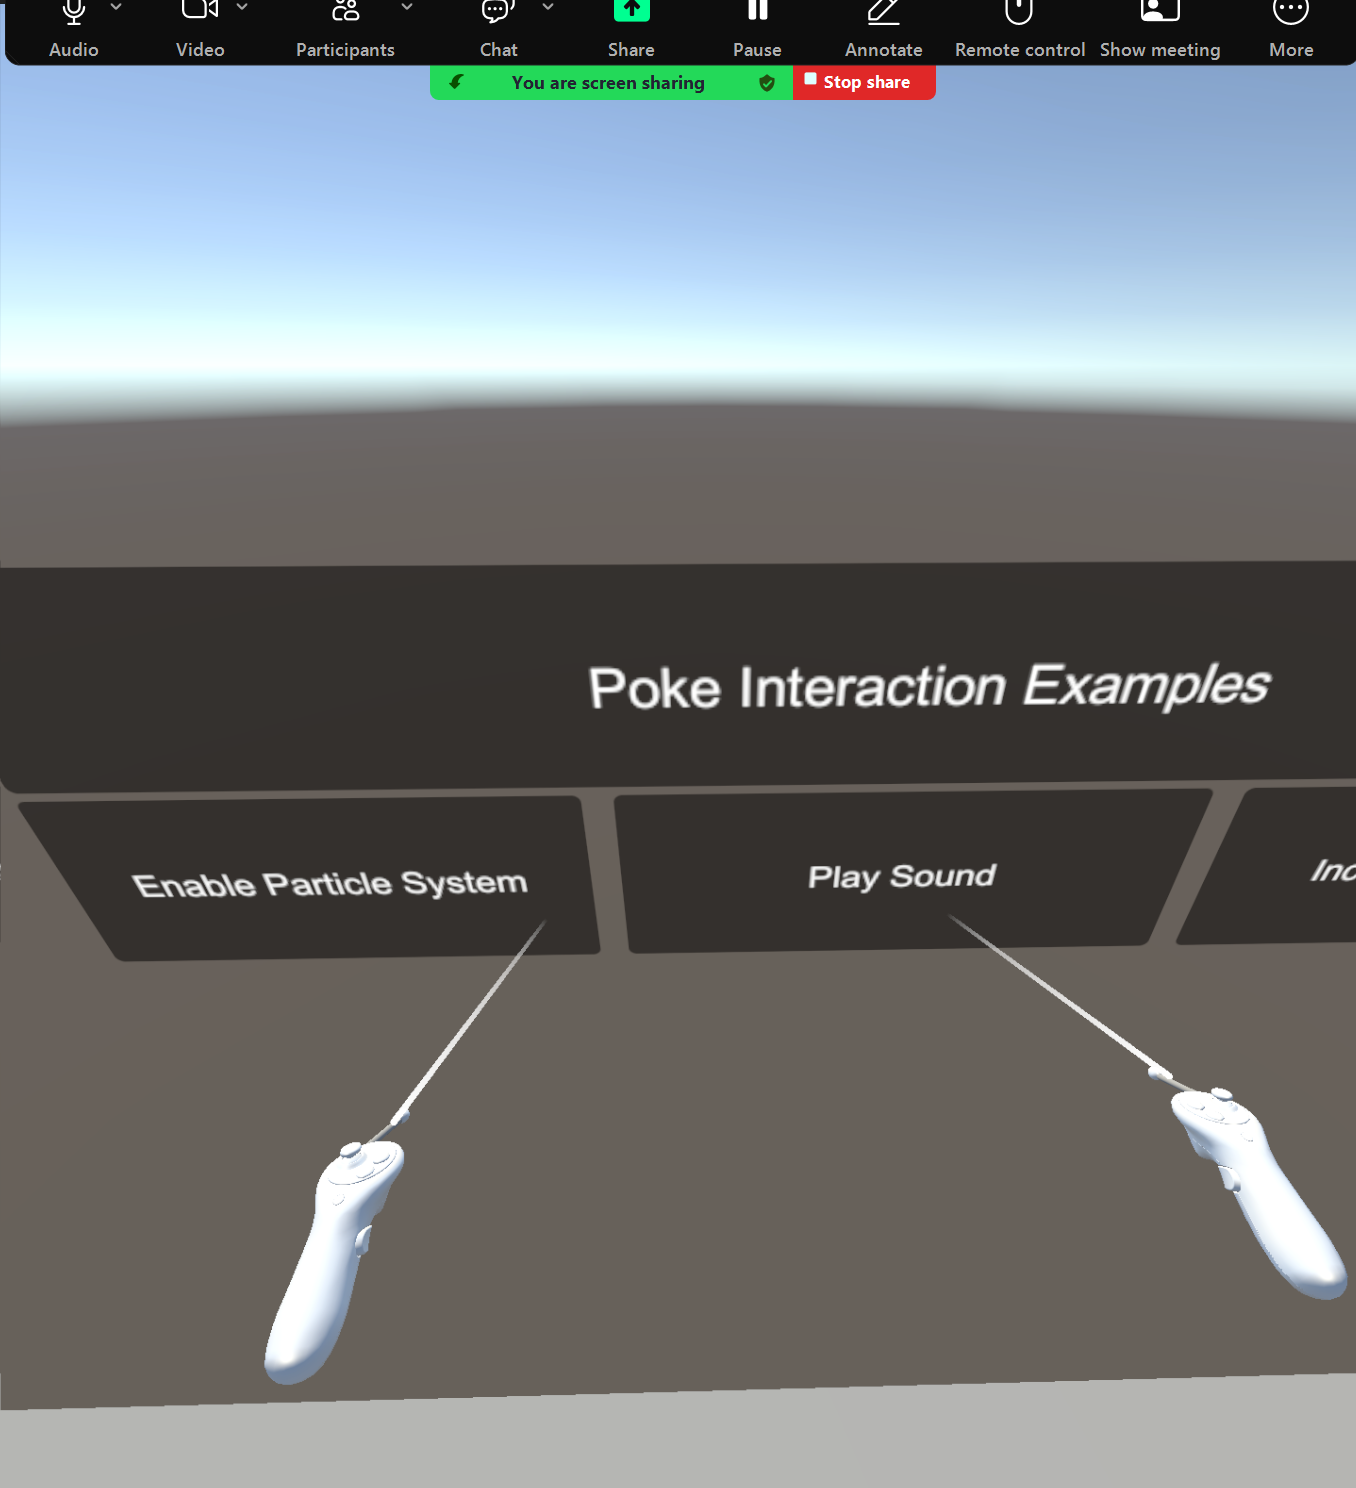 Audio Video Participants Chat Share Pause Annotate Remote control Show meeting More
You are screen sharing Stop share
Poke Interaction Examples
Enable Particle System Play Sound